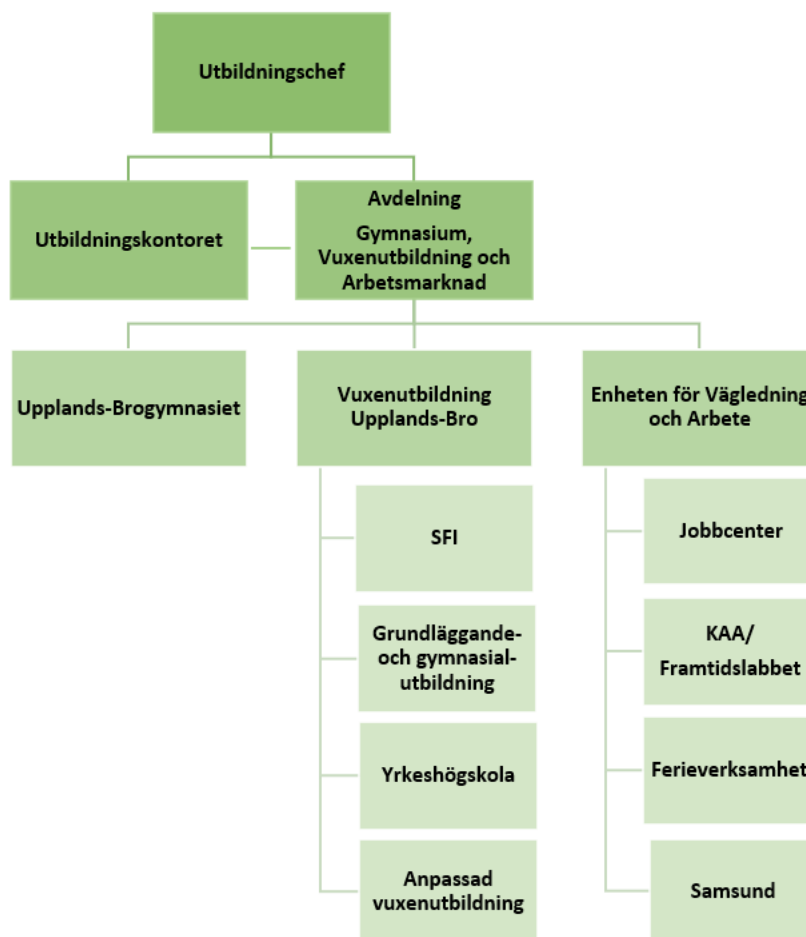 Utbildningschef
Utbildningskontoret
Avdelning
Gymnasium,
Vuxenutbildning och
Arbetsmarknad
Upplands-Brogymnasiet
Vuxenutbildning
Upplands-Bro
Enheten för Vägledning
och Arbete
SFI
Grundläggande-
och gymnasial-
utbildning
Yrkeshögskola
Anpassad
vuxenutbildning
Jobbcenter
KAA/
Framtidslabbet
Ferieverksamhet
Samsund